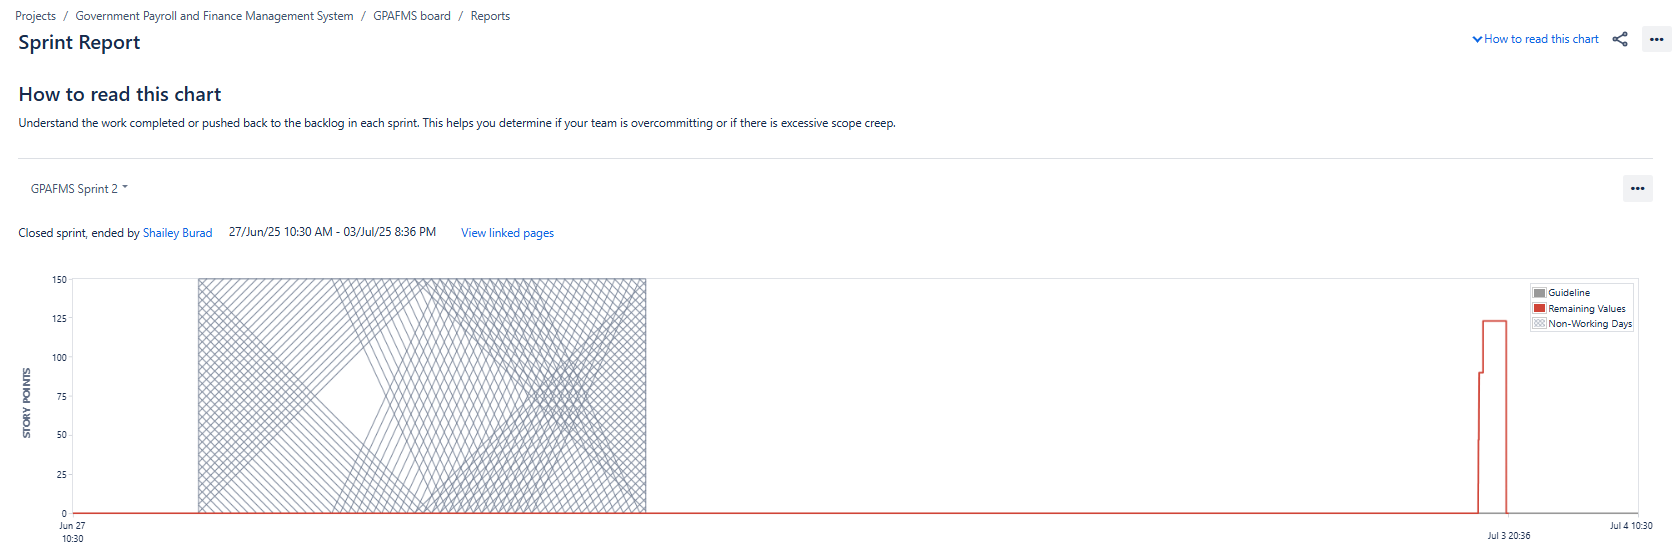 Projects / Government Payroll and Finance Management System / GPAFMS board / Reports
Sprint Report
How to read this chart
How to read this chart
Understand the work completed or pushed back to the backlog in each sprint. This helps you determine if your team is overcommitting or if there is excessive scope creep.
GPAFMS Sprint 2
Closed sprint, ended by Shailey Burad 27/Jun/25 10:30 AM - 03/Jul/25 8:36 PM View linked pages
STORY POINTS
150
125
100
75
50
25
0
Guideline
Remaining Values
Non-Working Days
Jun 27
10:30
Jul 3 20:36
Jul 4 10:30